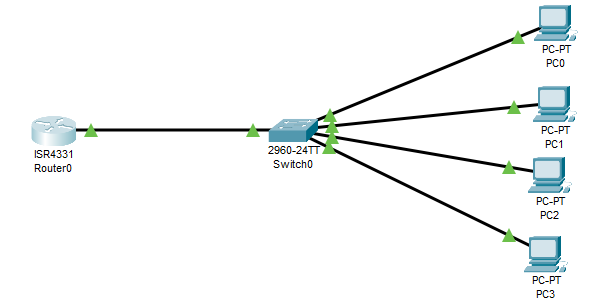 ISR4331
Router0
2960-24TT
Switch0
PC-PT
PC0
PC-PT
PC1
PC-PT
PC2
PC-PT
PC3